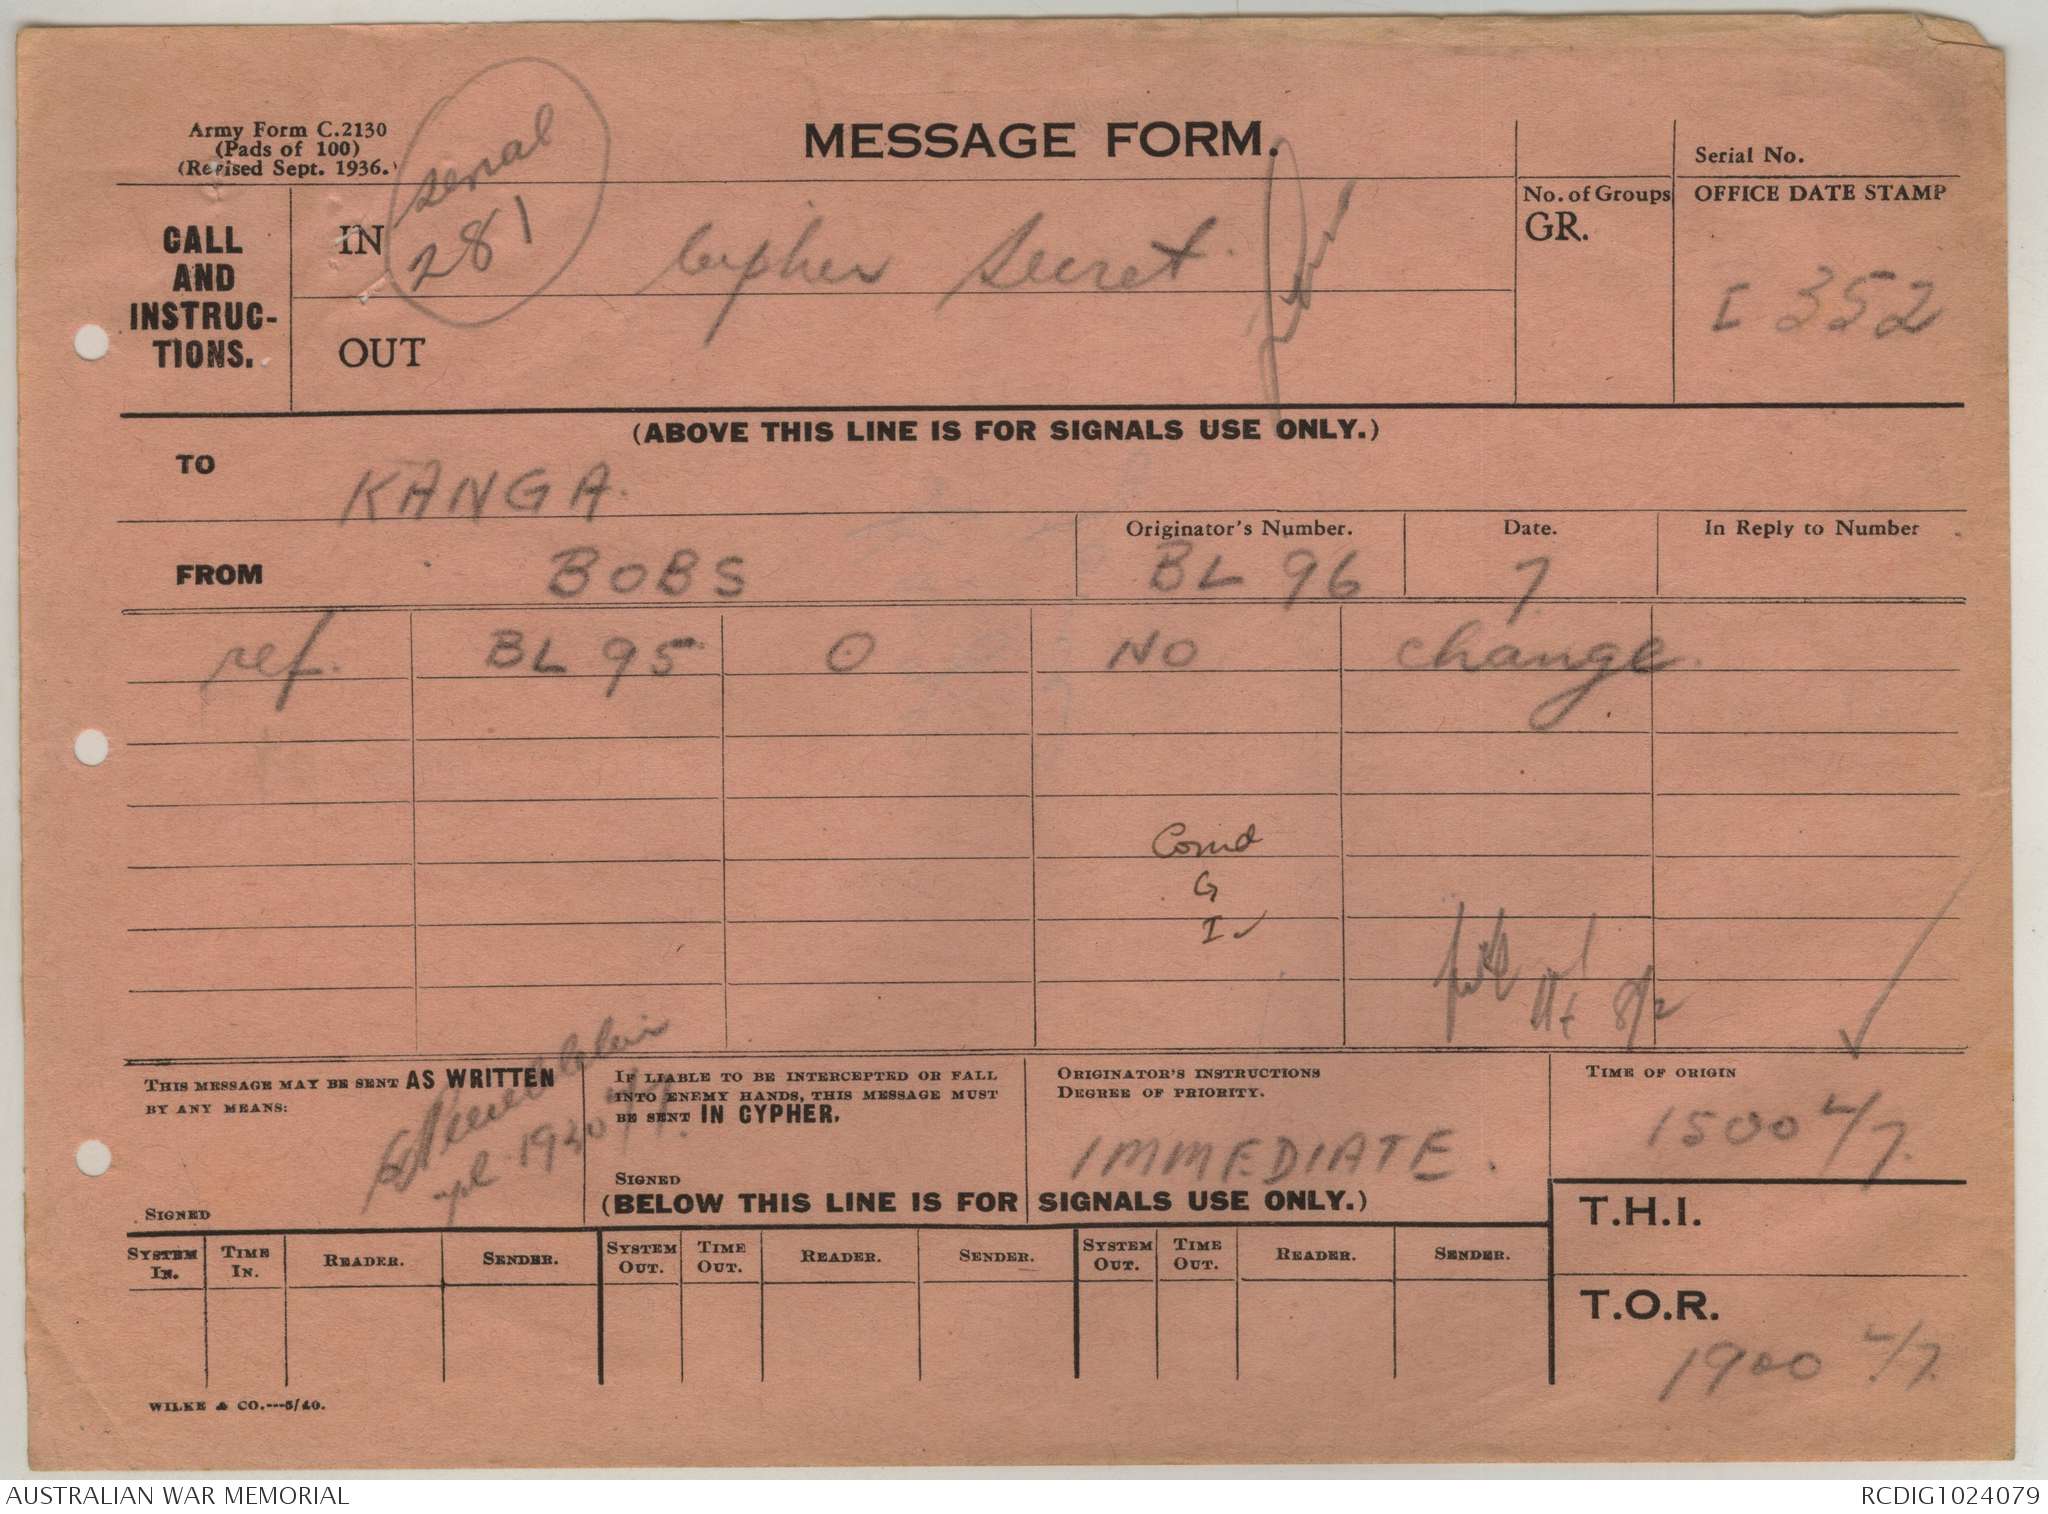 Army Form C.2130
(Pads of 100)
(Revised Sept. 1936.)
MESSAGE FORM.
Serial No.
serial
281
CALL
AND
INSTRUC-
TIONS.
IN
Cypher Secret.
OUT
No. of Groups
GR.
OFFICE DATE STAMP
I 352
(ABOVE THIS LINE IS FOR SIGNALS USE ONLY.)
TO
KANGA.
FROM
BOBS
Originator's Number.
BL 96
Date.
7
In Reply to Number
ref. BL 95 O NO change.
Comd
G
I
8/2
THIS MESSAGE MAY BE SENT AS WRITTEN
BY ANY MEANS:
SIGNED
1920
IF LIABLE TO BE INTERCEPTED OR FALL
INTO ENEMY HANDS, THIS MESSAGE MUST
BE SENT IN CYPHER.
SIGNED
ORIGINATOR'S INSTRUCTIONS
DEGREE OF PRIORITY.
IMMEDIATE.
TIME OF ORIGIN
1500 L/7.
(BELOW THIS LINE IS FOR SIGNALS USE ONLY.)
T.H.I.
SYSTEM IN. TIME IN. READER. SENDER. SYSTEM OUT. TIME OUT. READER. SENDER. SYSTEM OUT. TIME OUT. READER. SENDER.
T.O.R.
1900 L/7.
WILKE & CO.---5/40.
AUSTRALIAN WAR MEMORIAL
RCDIG1024079